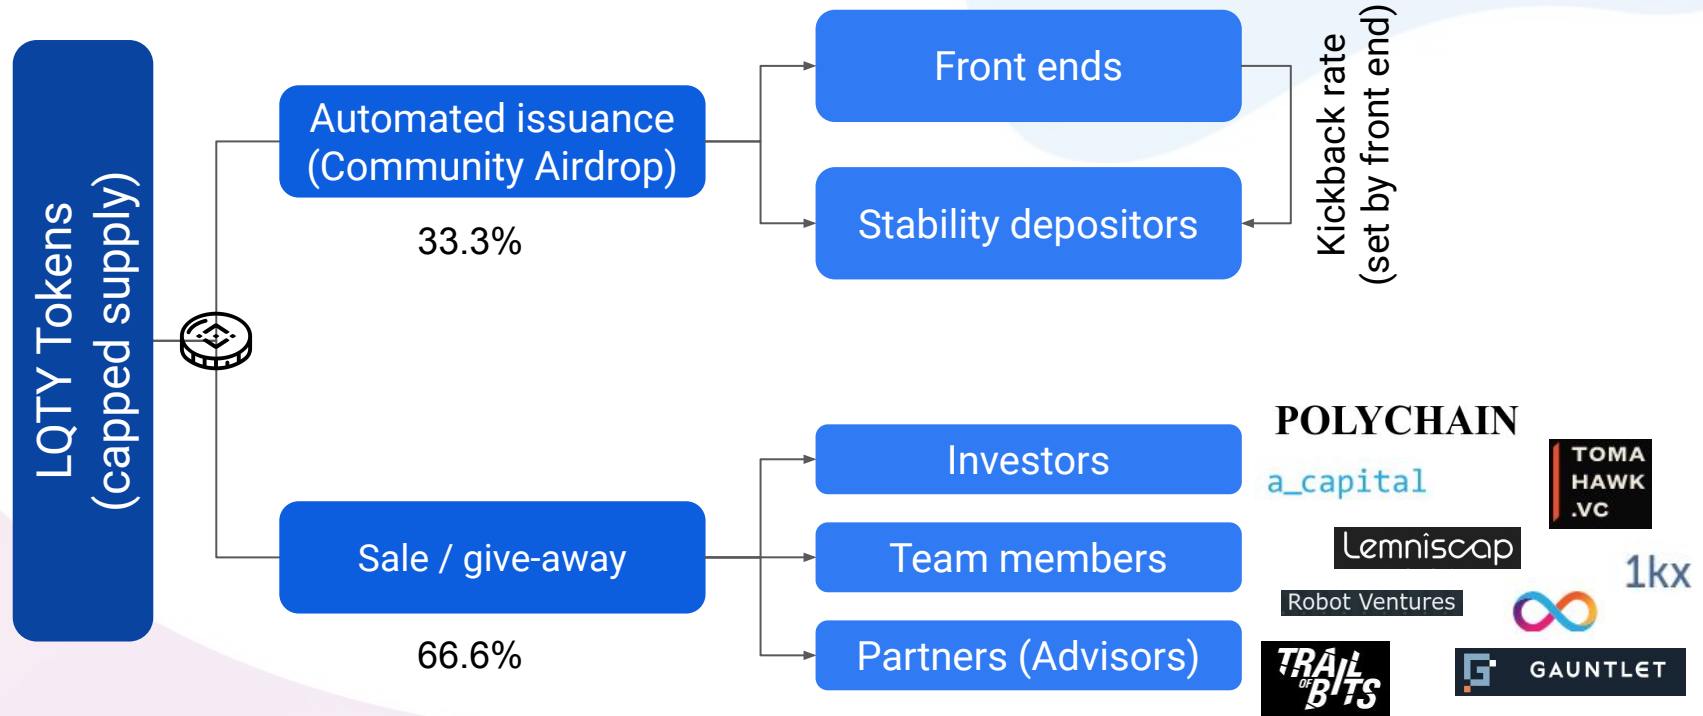 LQTY Tokens
(capped supply)
Automated issuance
(Community Airdrop)
33.3%
Front ends
Stability depositors
Kickback rate
(set by front end)
Sale / give-away
66.6%
Investors
Team members
Partners (Advisors)
POLYCHAIN
a_capital
TOMA
HAWK
.VC
Lemniscap
1kx
Robot Ventures
TRAIL
OF
BITS
GAUNTLET